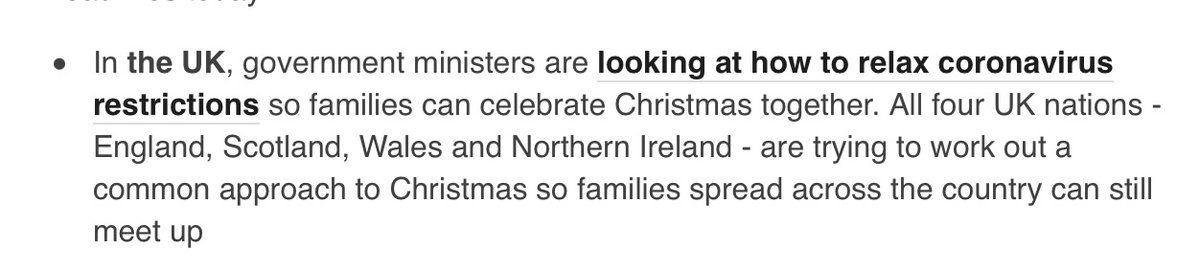 • In the UK, government ministers are looking at how to relax coronavirus
restrictions so families can celebrate Christmas together. All four UK nations -
England, Scotland, Wales and Northern Ireland - are trying to work out a
common approach to Christmas so families spread across the country can still
meet up